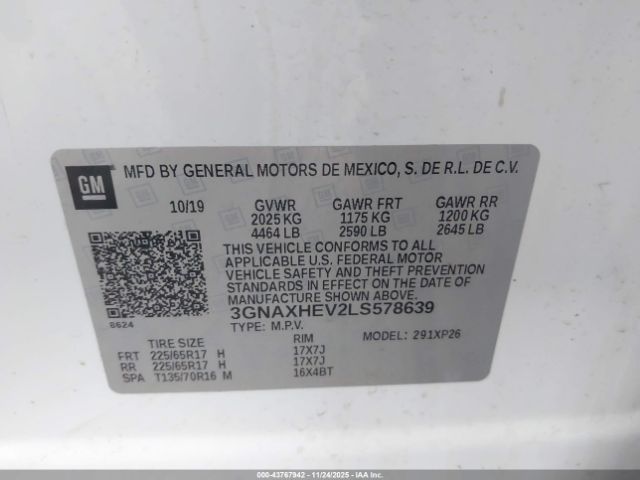 GM
MFD BY GENERAL MOTORS DE MEXICO, S. DE R.L. DE C.V.
10/19 GVWR GAWR FRT GAWR RR
2025 KG 1175 KG 1200 KG
4464 LB 2590 LB 2645 LB
THIS VEHICLE CONFORMS TO ALL
APPLICABLE U.S. FEDERAL MOTOR
VEHICLE SAFETY AND THEFT PREVENTION
STANDARDS IN EFFECT ON THE DATE OF
MANUFACTURE SHOWN ABOVE.
3GNAXHEV2LS578639
8624
TYPE: M.P.V. MODEL: 291XP26
TIRE SIZE RIM
FRT 225/65R17 H 17X7J
RR 225/65R17 H 17X7J
SPA T135/70R16 M 16X4BT
000-43767942 - 11/24/2025 - IAAI.COM